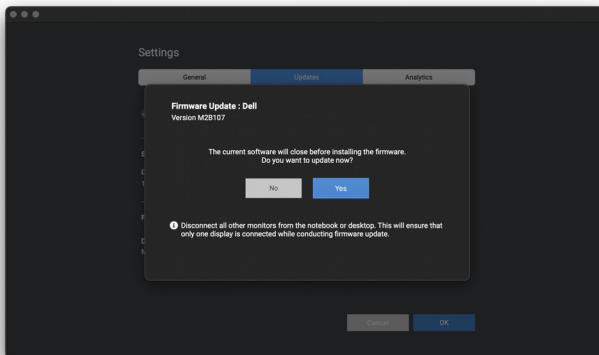 Settings
General
Updates
Analytics
Firmware Update : Dell
Version M2B107
The current software will close before installing the firmware.
Do you want to update now?
No
Yes
Disconnect all other monitors from the notebook or desktop. This will ensure that
only one display is connected while conducting firmware update.
Cancel
OK